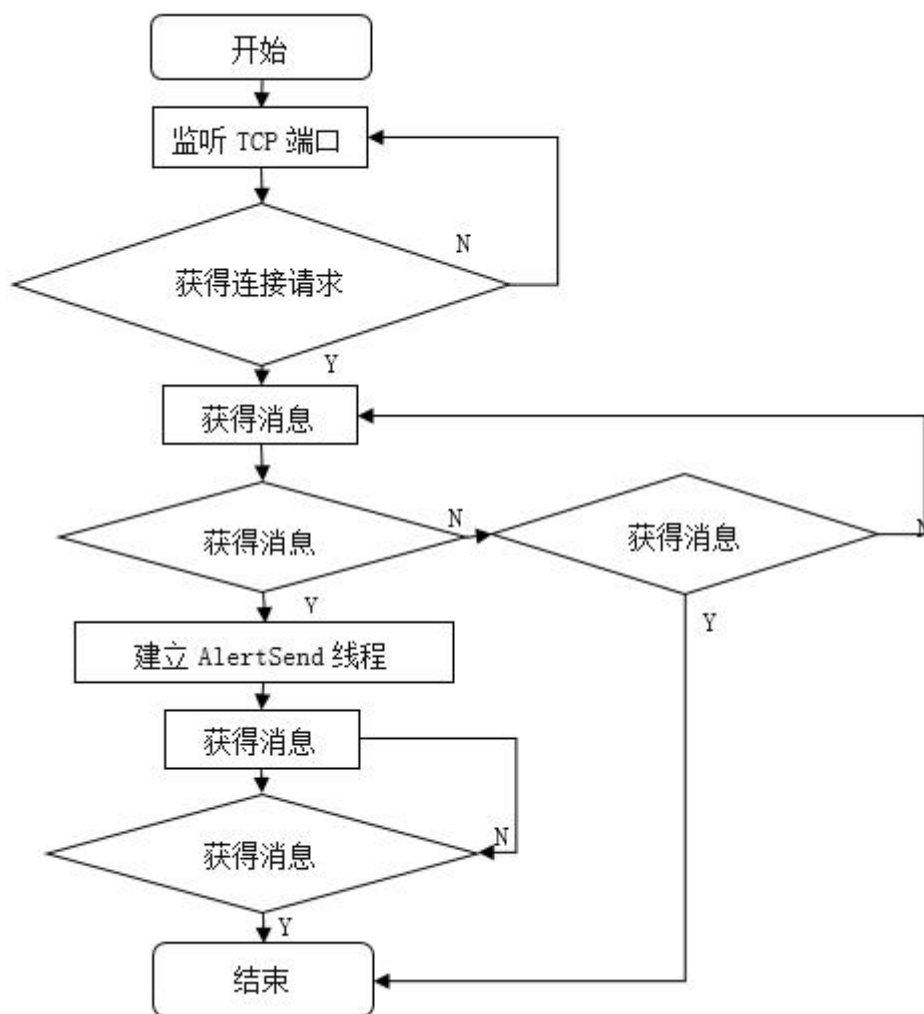 开始
监听 TCP 端口
N
获得连接请求
Y
获得消息
获得消息
N
获得消息
N
Y
Y
建立 AlertSend 线程
获得消息
获得消息
N
Y
结束